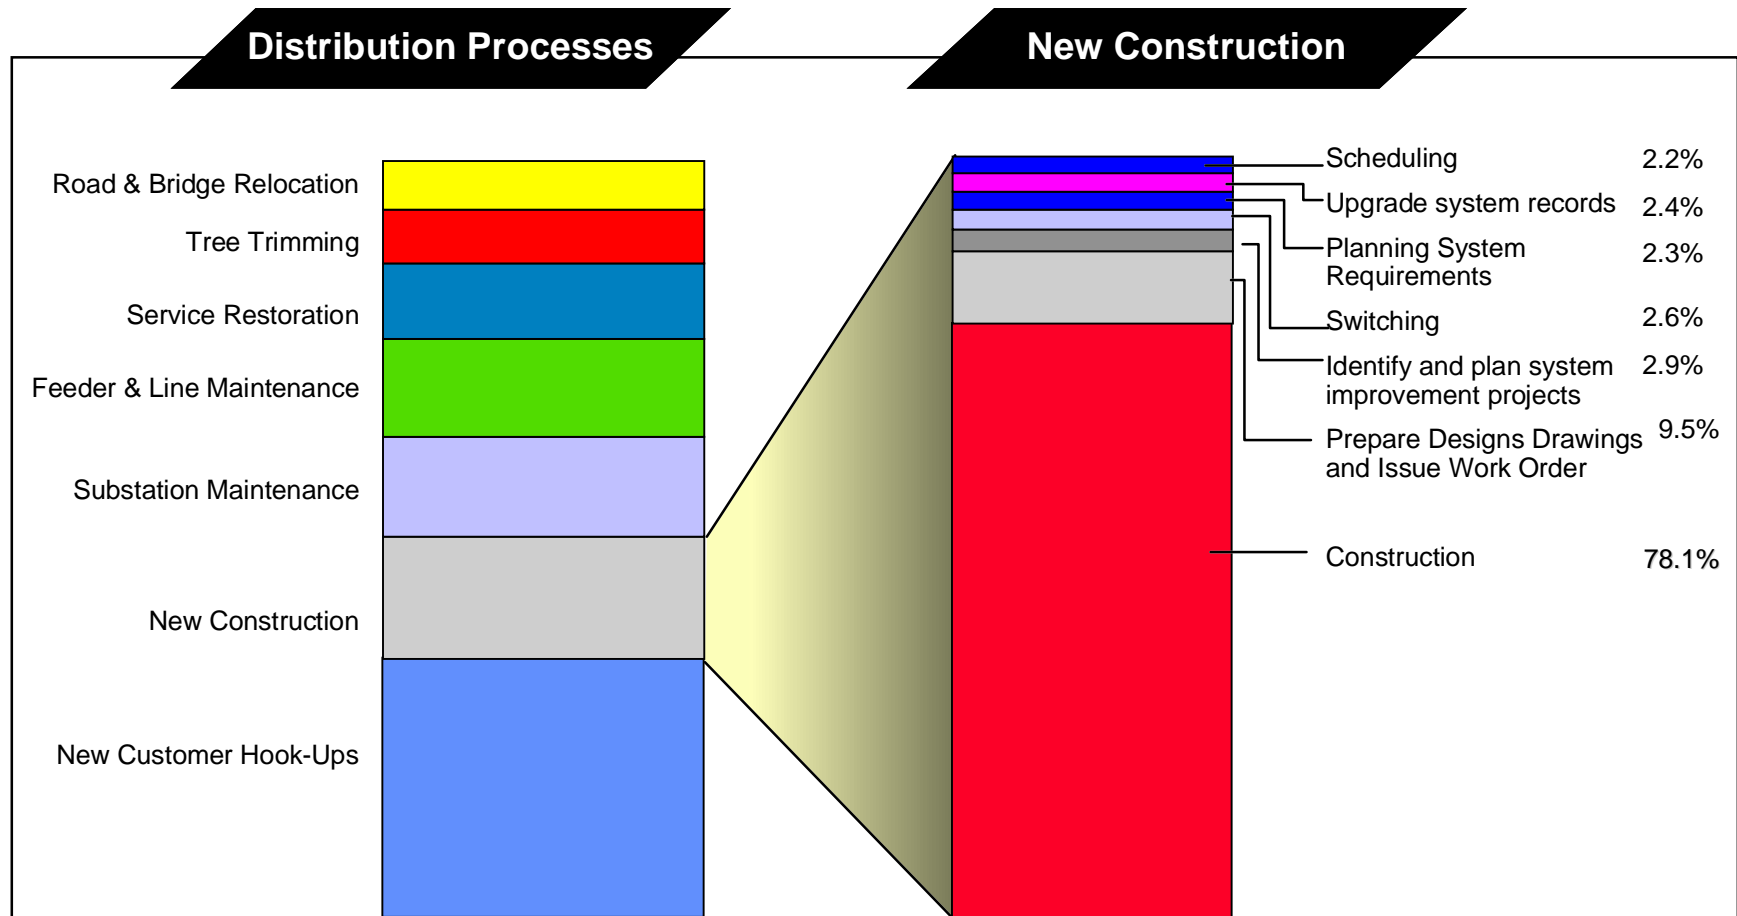 Distribution Processes
New Construction
Road & Bridge Relocation
Tree Trimming
Service Restoration
Feeder & Line Maintenance
Substation Maintenance
New Construction
New Customer Hook-Ups
Scheduling 2.2%
Upgrade system records 2.4%
Planning System 2.3%
Requirements
Switching 2.6%
Identify and plan system 2.9%
improvement projects
Prepare Designs Drawings 9.5%
and Issue Work Order
Construction 78.1%